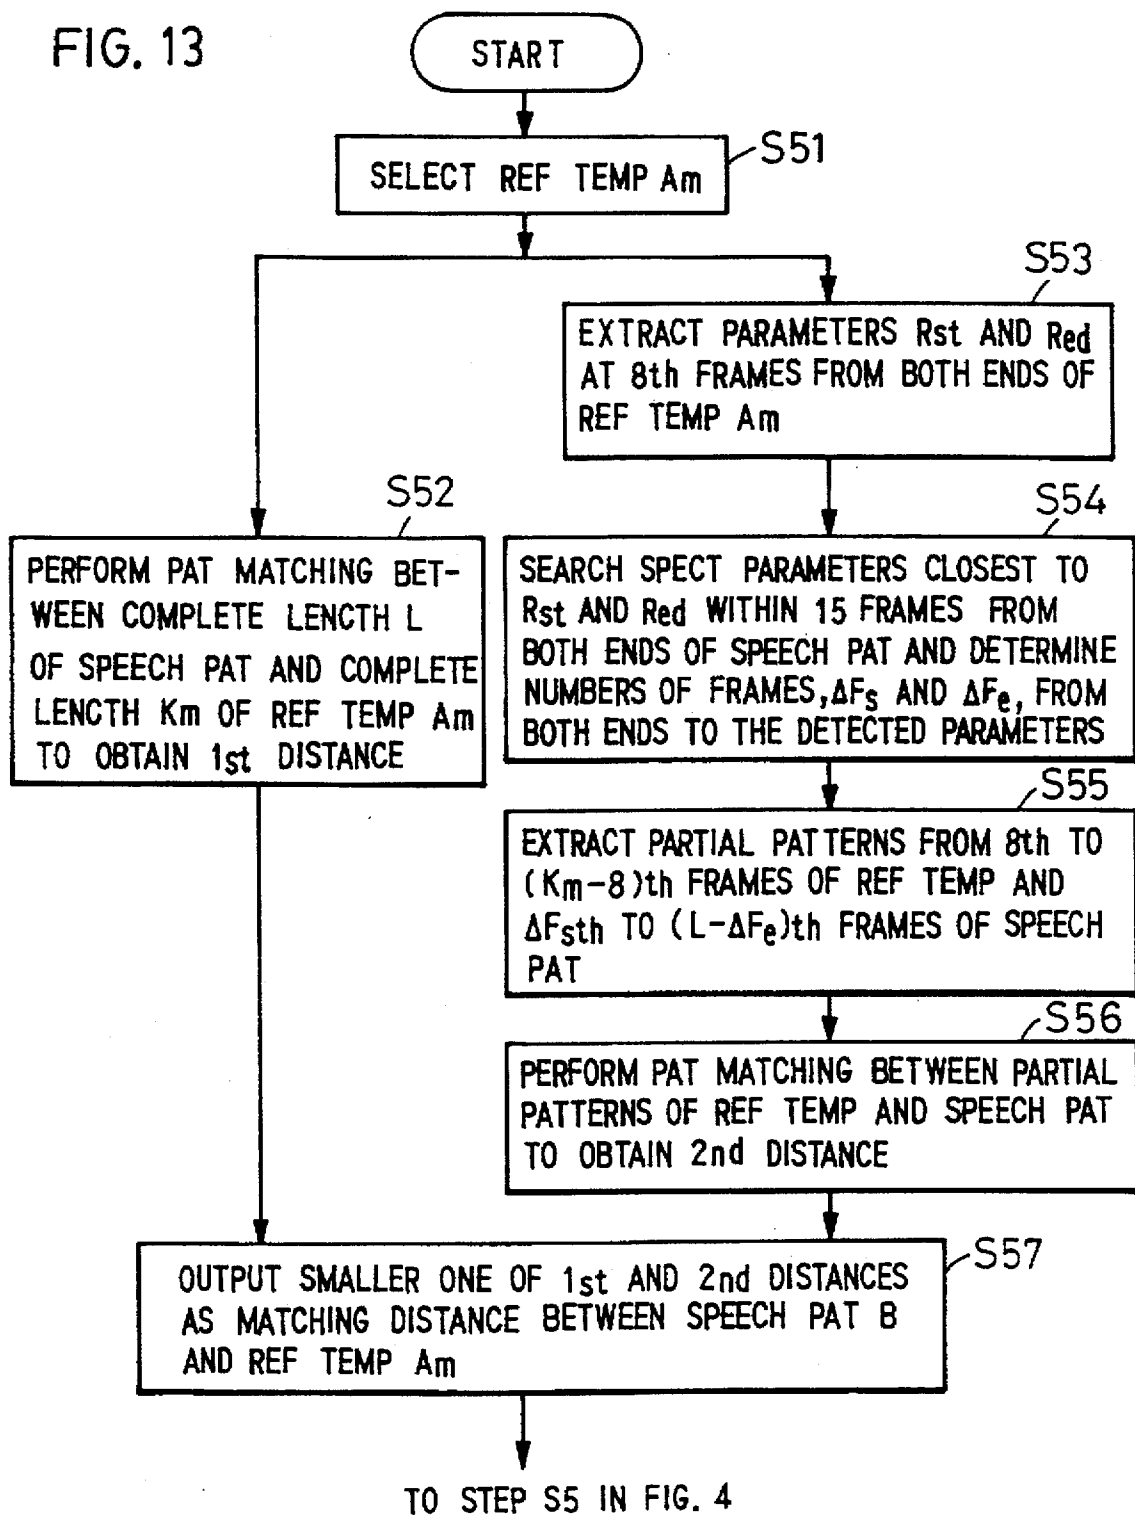 FIG. 13
START
S51
SELECT REF TEMP Am
S53
EXTRACT PARAMETERS Rst AND Red
AT 8th FRAMES FROM BOTH ENDS OF
REF TEMP Am
S52
PERFORM PAT MATCHING BET-
WEEN COMPLETE LENGTH L
OF SPEECH PAT AND COMPLETE
LENGTH Km OF REF TEMP Am
TO OBTAIN 1st DISTANCE
S54
SEARCH SPECT PARAMETERS CLOSEST TO
Rst AND Red WITHIN 15 FRAMES FROM
BOTH ENDS OF SPEECH PAT AND DETERMINE
NUMBERS OF FRAMES, ΔFs AND ΔFe, FROM
BOTH ENDS TO THE DETECTED PARAMETERS
S55
EXTRACT PARTIAL PATTERNS FROM 8th TO
(Km-8)th FRAMES OF REF TEMP AND
ΔFsth TO (L-ΔFe)th FRAMES OF SPEECH
PAT
S56
PERFORM PAT MATCHING BETWEEN PARTIAL
PATTERNS OF REF TEMP AND SPEECH PAT
TO OBTAIN 2nd DISTANCE
S57
OUTPUT SMALLER ONE OF 1st AND 2nd DISTANCES
AS MATCHING DISTANCE BETWEEN SPEECH PAT B
AND REF TEMP Am
TO STEP S5 IN FIG. 4